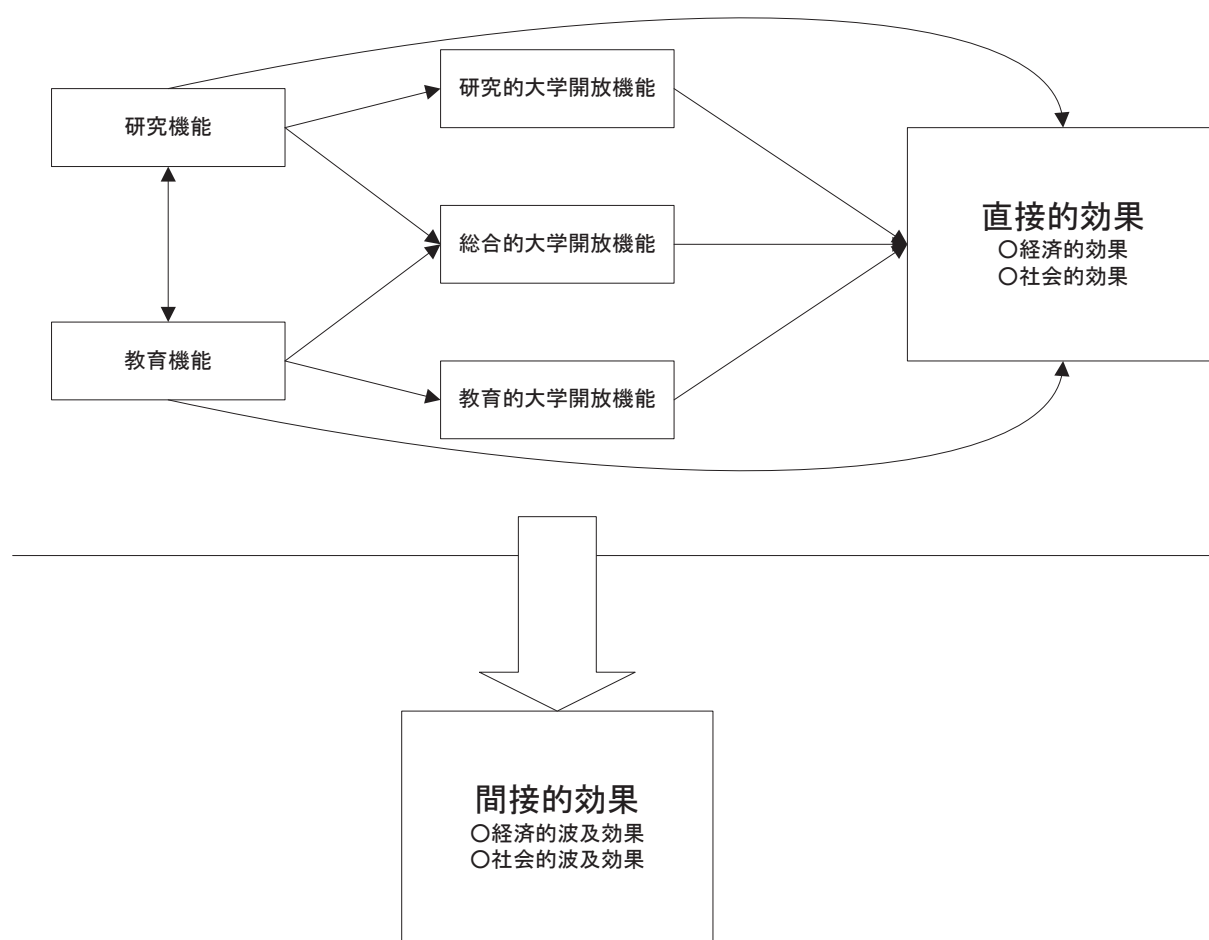 研究的大学開放機能
研究機能
直接的効果
○経済的効果
○社会的効果
総合的大学開放機能
教育機能
教育的大学開放機能
間接的効果
○経済的波及効果
○社会的波及効果